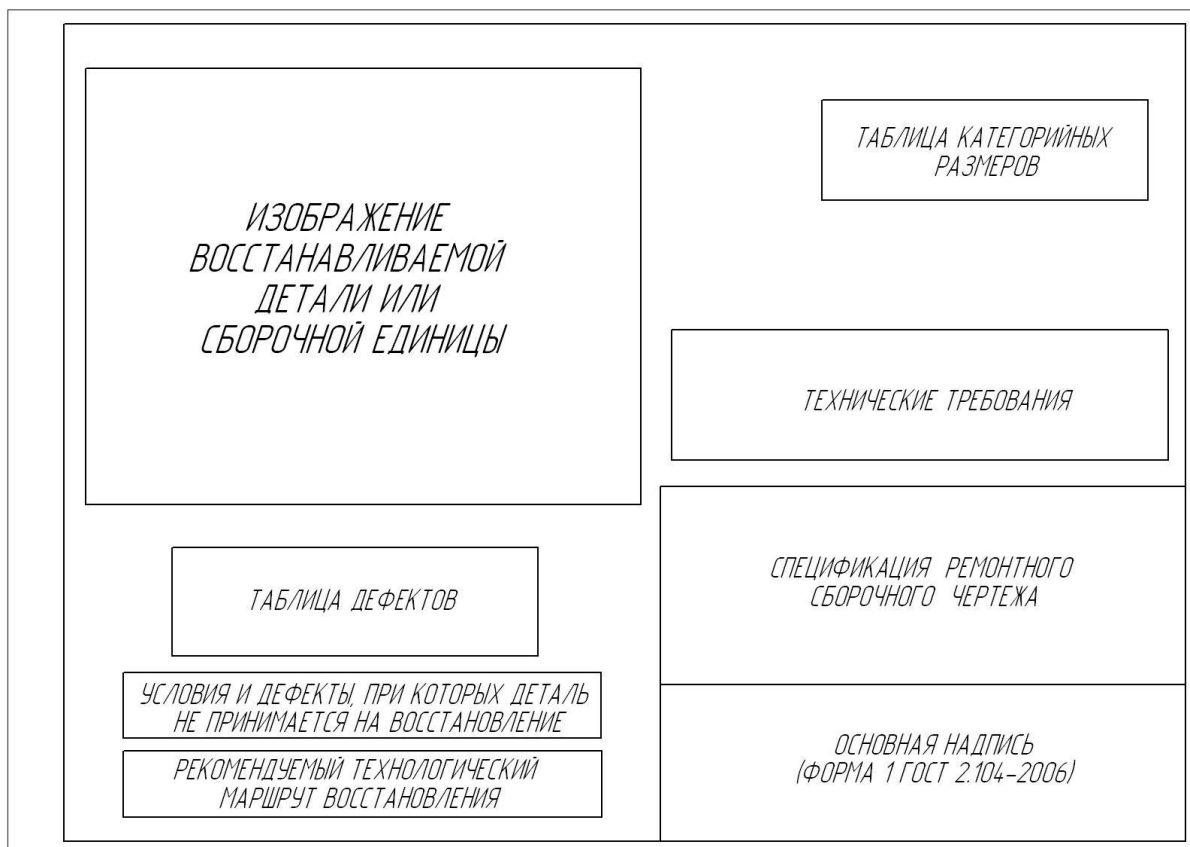 ИЗОБРАЖЕНИЕ
ВОССТАНАВЛИВАЕМОЙ
ДЕТАЛИ ИЛИ
СБОРОЧНОЙ ЕДИНИЦЫ
ТАБЛИЦА КАТЕГОРИЙНЫХ
РАЗМЕРОВ
ТЕХНИЧЕСКИЕ ТРЕБОВАНИЯ
ТАБЛИЦА ДЕФЕКТОВ
УСЛОВИЯ И ДЕФЕКТЫ, ПРИ КОТОРЫХ ДЕТАЛЬ
НЕ ПРИНИМАЕТСЯ НА ВОССТАНОВЛЕНИЕ
РЕКОМЕНДУЕМЫЙ ТЕХНОЛОГИЧЕСКИЙ
МАРШРУТ ВОССТАНОВЛЕНИЯ
СПЕЦИФИКАЦИЯ РЕМОНТНОГО
СБОРОЧНОГО ЧЕРТЕЖА
ОСНОВНАЯ НАДПИСЬ
(ФОРМА 1 ГОСТ 2.104-2006)